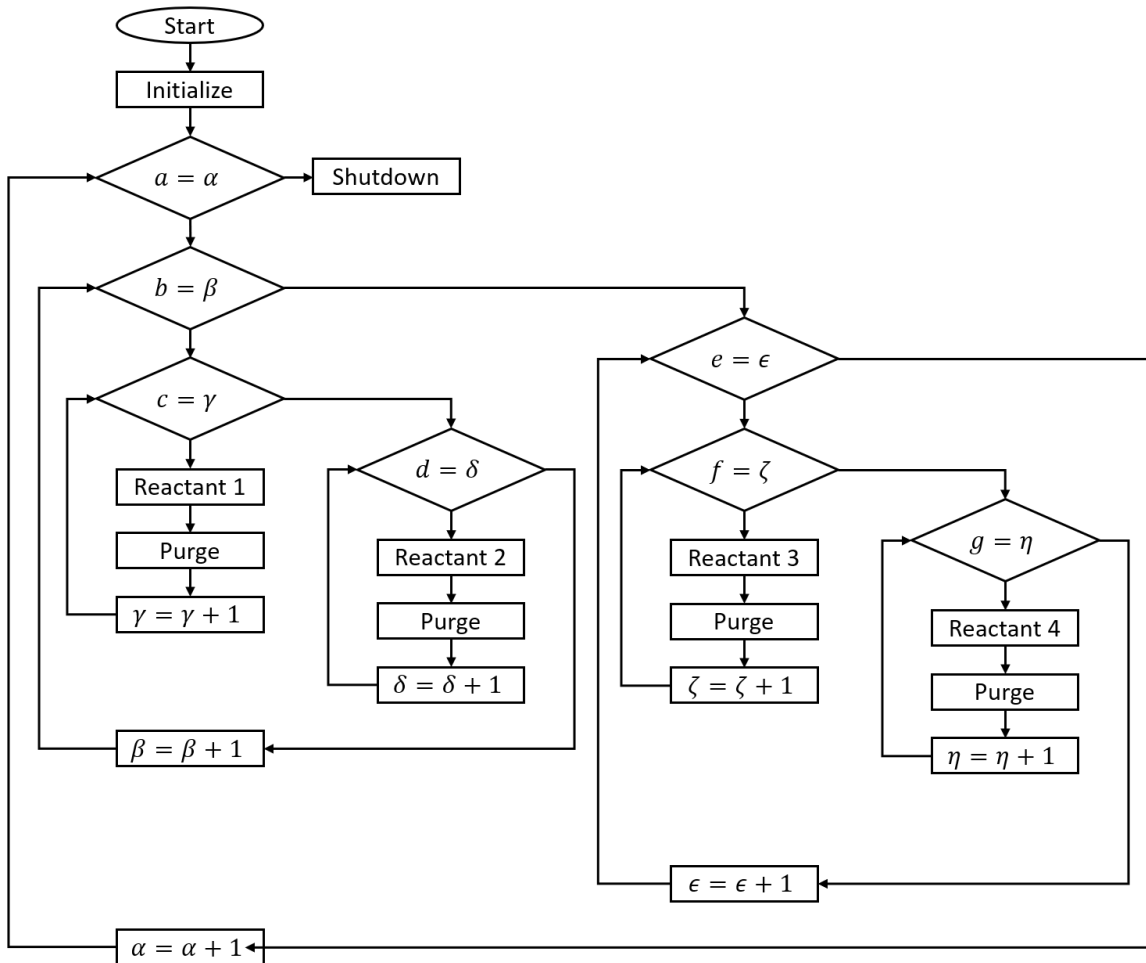 Start
Initialize
a = α
Shutdown
b = β
e = ϵ
c = γ
d = δ
f = ζ
Reactant 1
g = η
Purge
Reactant 2
Reactant 3
γ = γ + 1
Purge
Purge
Reactant 4
δ = δ + 1
ζ = ζ + 1
Purge
β = β + 1
η = η + 1
ϵ = ϵ + 1
α = α + 1